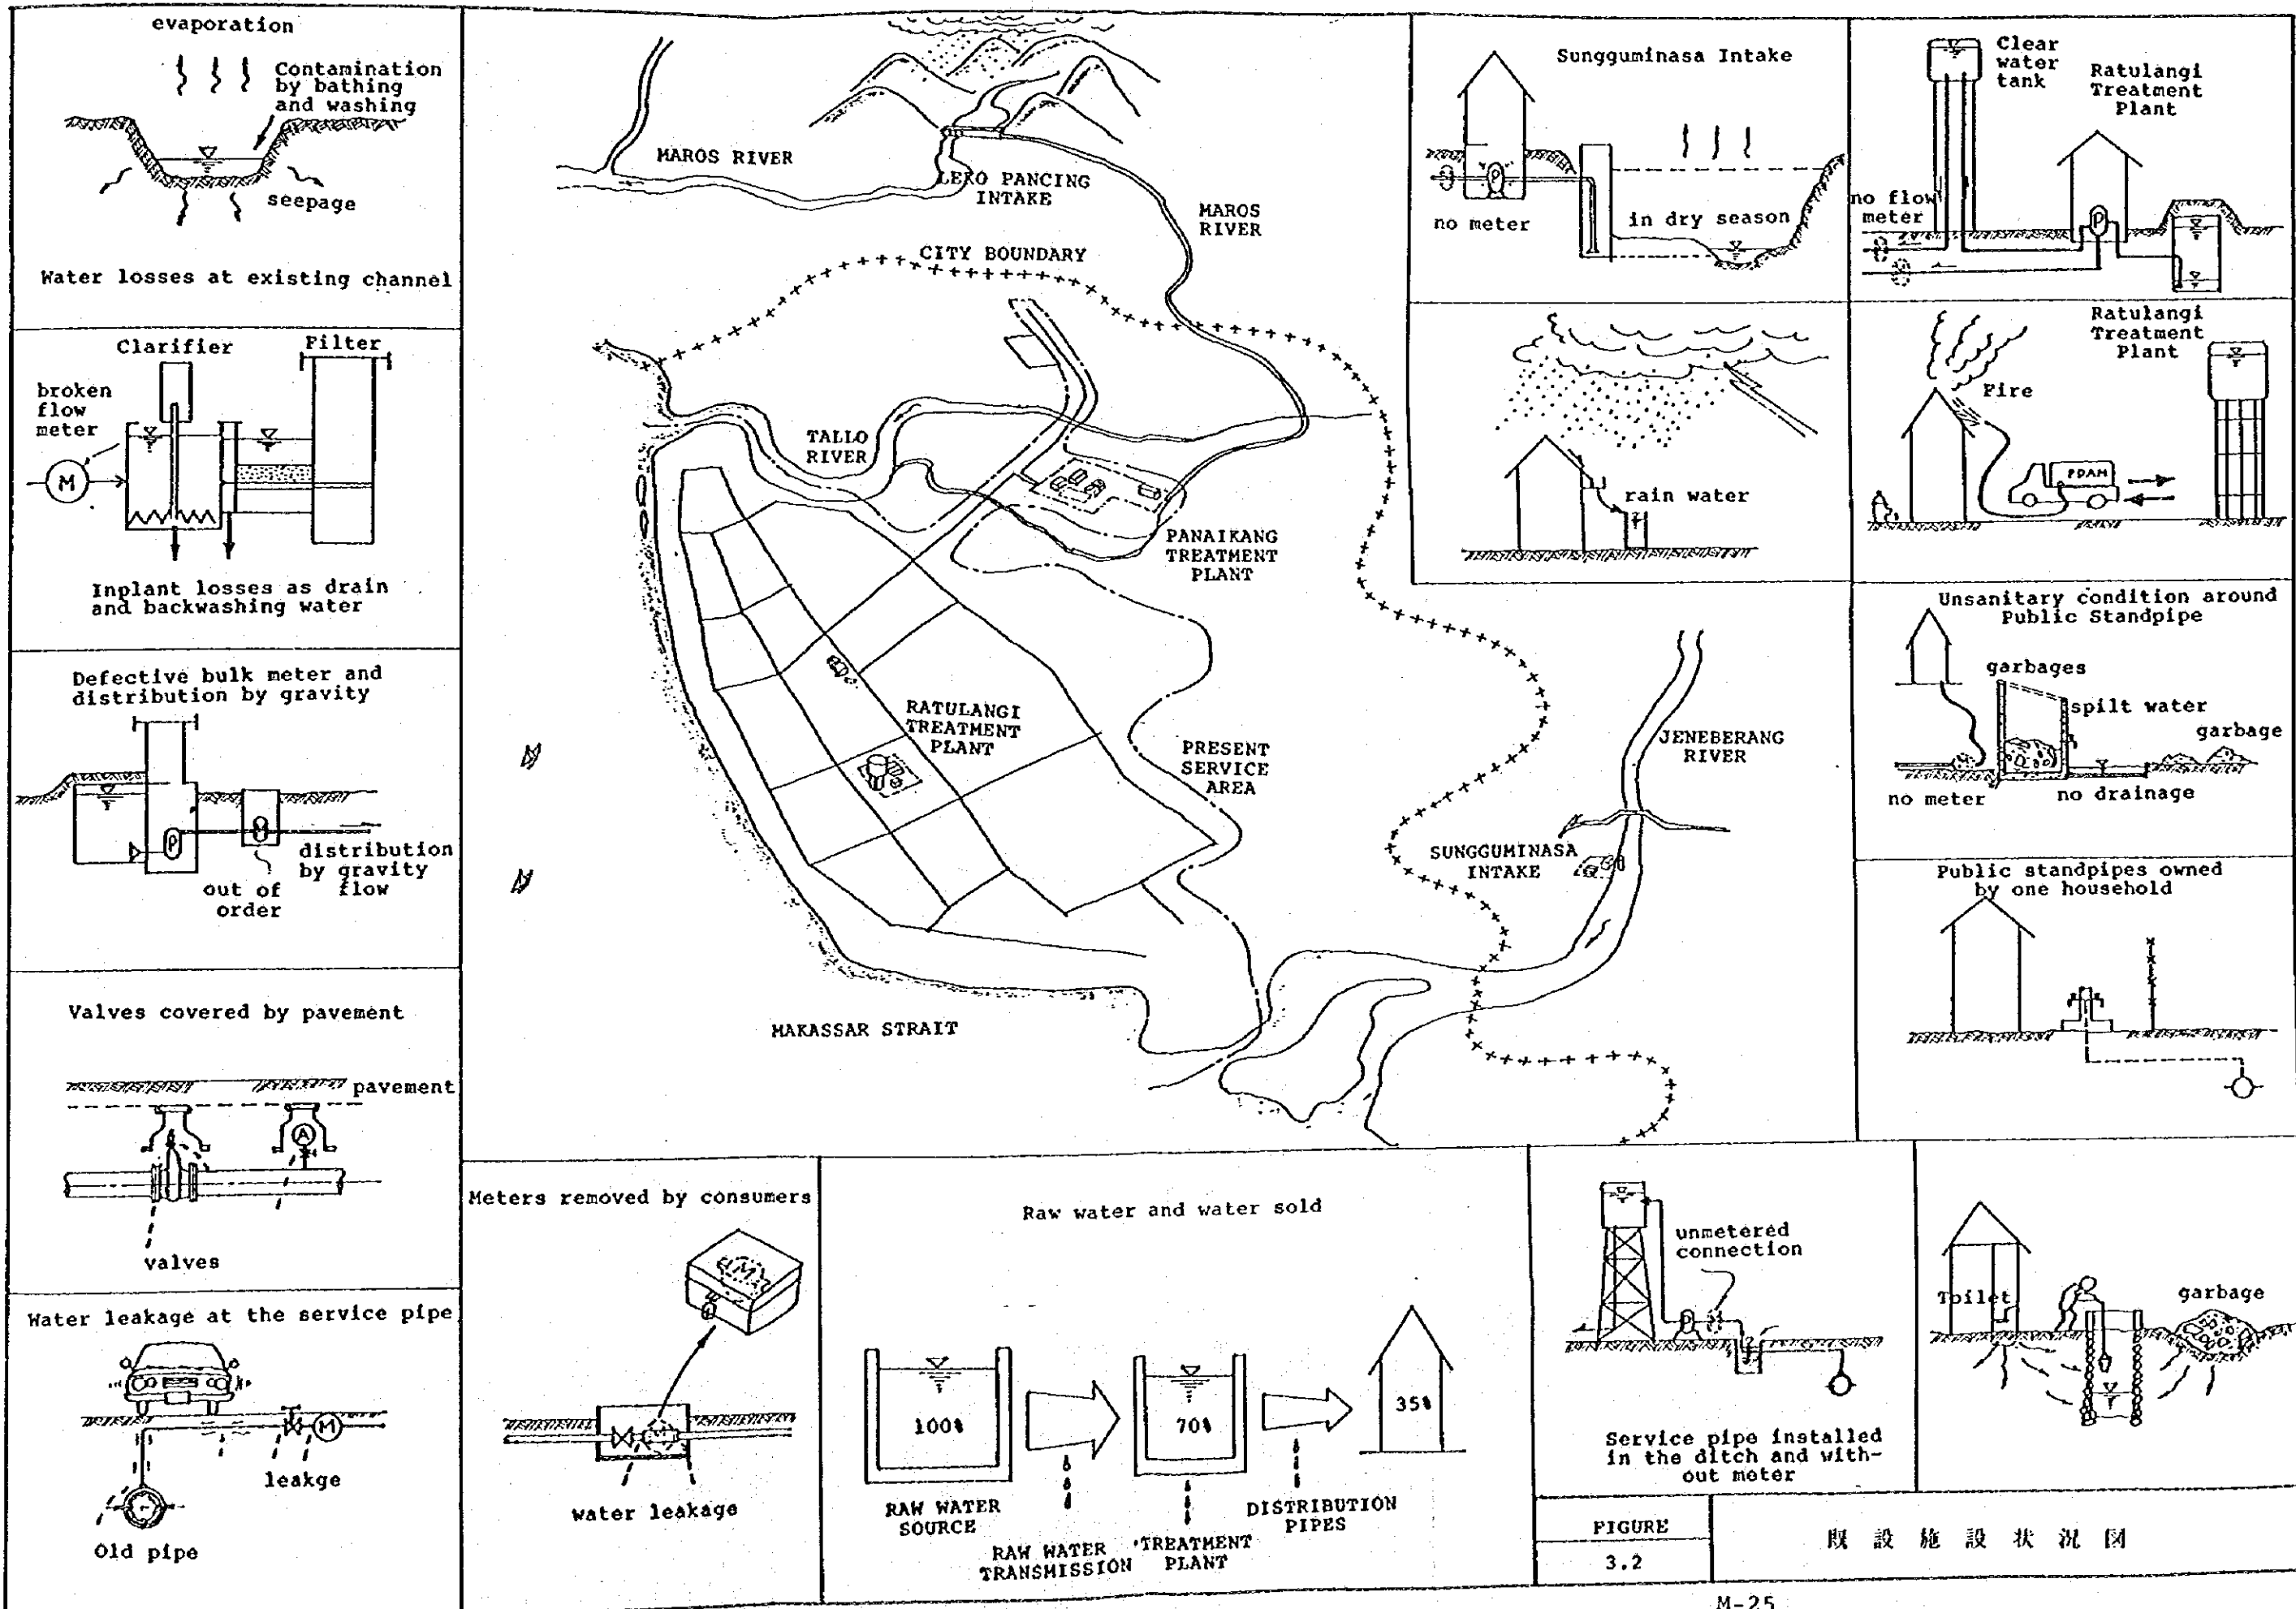 evaporation
Contamination
by bathing
and washing
seepage
Water losses at existing channel
Clarifier
Filter
broken
flow
meter
M
Inplant losses as drain
and backwashing water
Defective bulk meter and
distribution by gravity
P
distribution
by gravity
flow
out of
order
Valves covered by pavement
pavement
A
valves
Water leakage at the service pipe
M
leakge
Old pipe
MAROS RIVER
LEKO PANCING
INTAKE
MAROS
RIVER
CITY BOUNDARY
TALLO
RIVER
PANAIKANG
TREATMENT
PLANT
RATULANGI
TREATMENT
PLANT
PRESENT
SERVICE
AREA
JENEBERANG
RIVER
SUNGGUMINASA
INTAKE
MAKASSAR STRAIT
Sungguminasa Intake
P
no meter
in dry season
Clear
water
tank
Ratulangi
Treatment
Plant
no flow
meter
P
rain water
Ratulangi
Treatment
Plant
Fire
PDAM
Unsanitary condition around
Public Standpipe
garbages
spilt water
garbage
no meter
no drainage
Public standpipes owned
by one household
Meters removed by consumers
M
water leakage
Raw water and water sold
100%
70%
35%
RAW WATER
SOURCE
RAW WATER
TRANSMISSION
TREATMENT
PLANT
DISTRIBUTION
PIPES
unmetered
connection
P
Service pipe installed
in the ditch and with-
out meter
Toilet
garbage
FIGURE
3.2
既設施設状況図
M-25